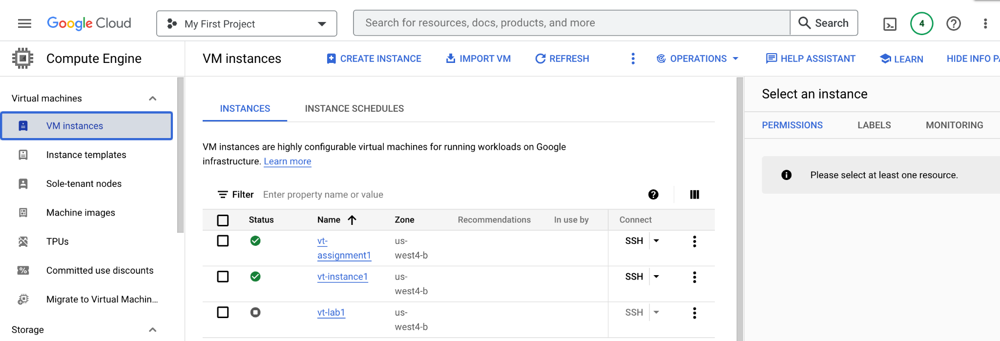 Google Cloud
My First Project
Search for resources, docs, products, and more
Search
4
Compute Engine
VM instances
CREATE INSTANCE
IMPORT VM
REFRESH
OPERATIONS
HELP ASSISTANT
LEARN
HIDE INFO PA
Virtual machines
VM instances
Instance templates
Sole-tenant nodes
Machine images
TPUs
Committed use discounts
Migrate to Virtual Machin...
Storage
INSTANCES
INSTANCE SCHEDULES
VM instances are highly configurable virtual machines for running workloads on Google
infrastructure. Learn more
Filter Enter property name or value
Status Name Zone Recommendations In use by Connect
vt-
assignment1
us-
west4-b
SSH
vt-instance1
us-
west4-b
SSH
vt-lab1
us-
west4-b
SSH
Select an instance
PERMISSIONS
LABELS
MONITORING
Please select at least one resource.